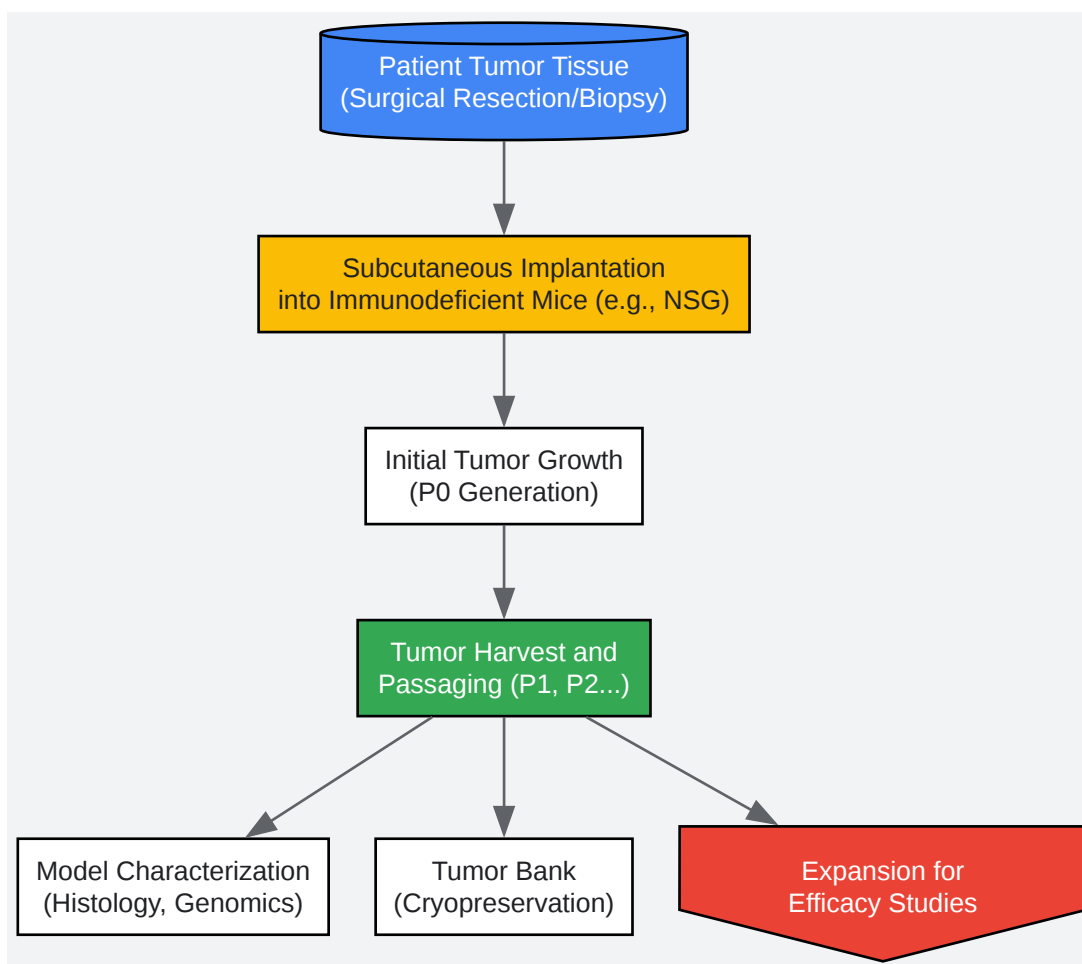 Patient Tumor Tissue
(Surgical Resection/Biopsy)
Subcutaneous Implantation
into Immunodeficient Mice (e.g., NSG)
Initial Tumor Growth
(P0 Generation)
Tumor Harvest and
Passaging (P1, P2...)
Model Characterization
(Histology, Genomics)
Tumor Bank
(Cryopreservation)
Expansion for
Efficacy Studies